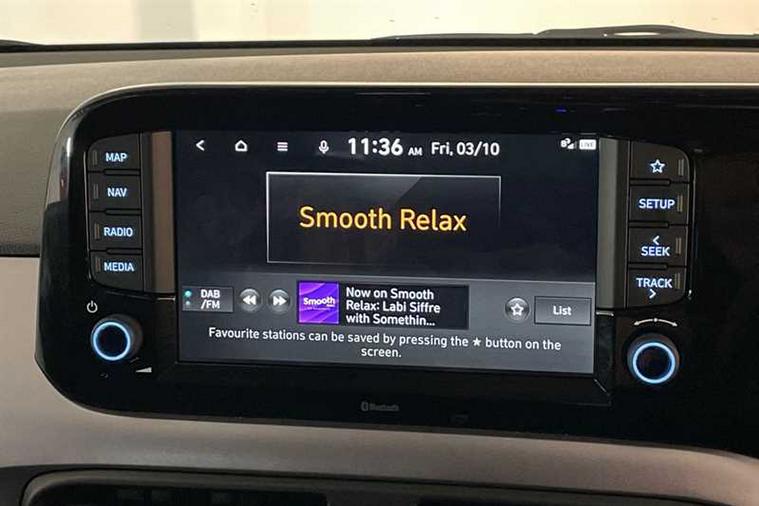 11:36 AM Fri, 03/10
LIVE
MAP
NAV
RADIO
MEDIA
SETUP
SEEK
TRACK
Smooth Relax
DAB
/FM
Smooth
Now on Smooth
Relax: Labi Siffre
with Somethin...
List
Favourite stations can be saved by pressing the ★ button on the
screen.
Bluetooth